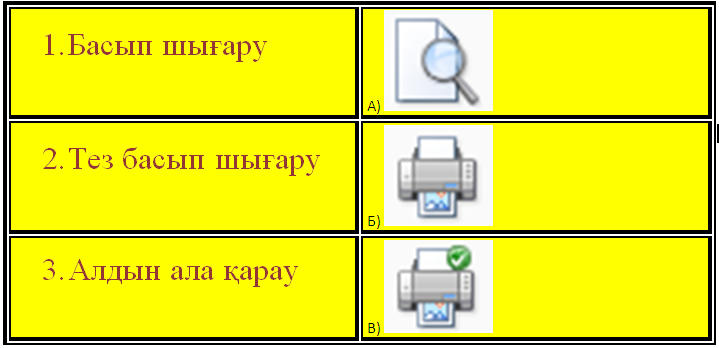 1.Басып шығару
А)
2.Тез басып шығару
Б)
3.Алдын ала қарау
В)